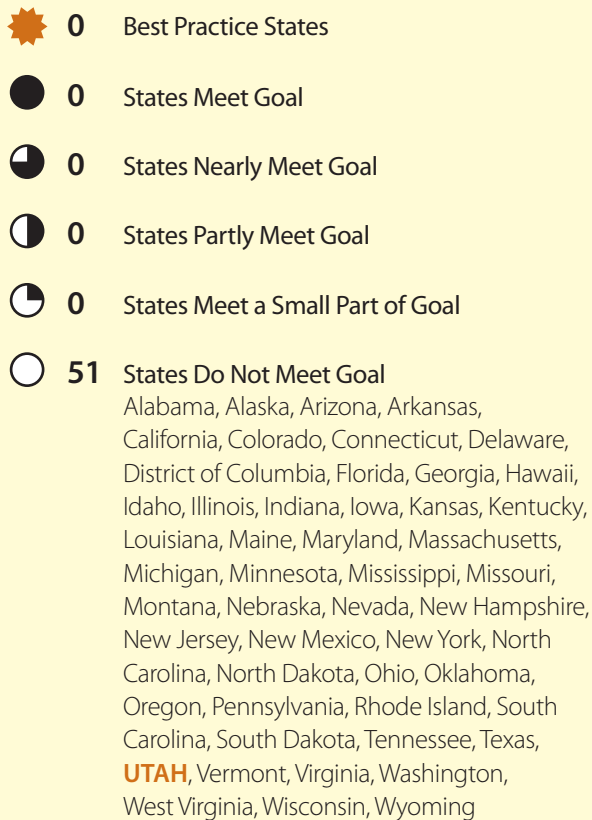 0 Best Practice States
0 States Meet Goal
0 States Nearly Meet Goal
0 States Partly Meet Goal
0 States Meet a Small Part of Goal
51 States Do Not Meet Goal
Alabama, Alaska, Arizona, Arkansas,
California, Colorado, Connecticut, Delaware,
District of Columbia, Florida, Georgia, Hawaii,
Idaho, Illinois, Indiana, Iowa, Kansas, Kentucky,
Louisiana, Maine, Maryland, Massachusetts,
Michigan, Minnesota, Mississippi, Missouri,
Montana, Nebraska, Nevada, New Hampshire,
New Jersey, New Mexico, New York, North
Carolina, North Dakota, Ohio, Oklahoma,
Oregon, Pennsylvania, Rhode Island, South
Carolina, South Dakota, Tennessee, Texas,
UTAH, Vermont, Virginia, Washington,
West Virginia, Wisconsin, Wyoming